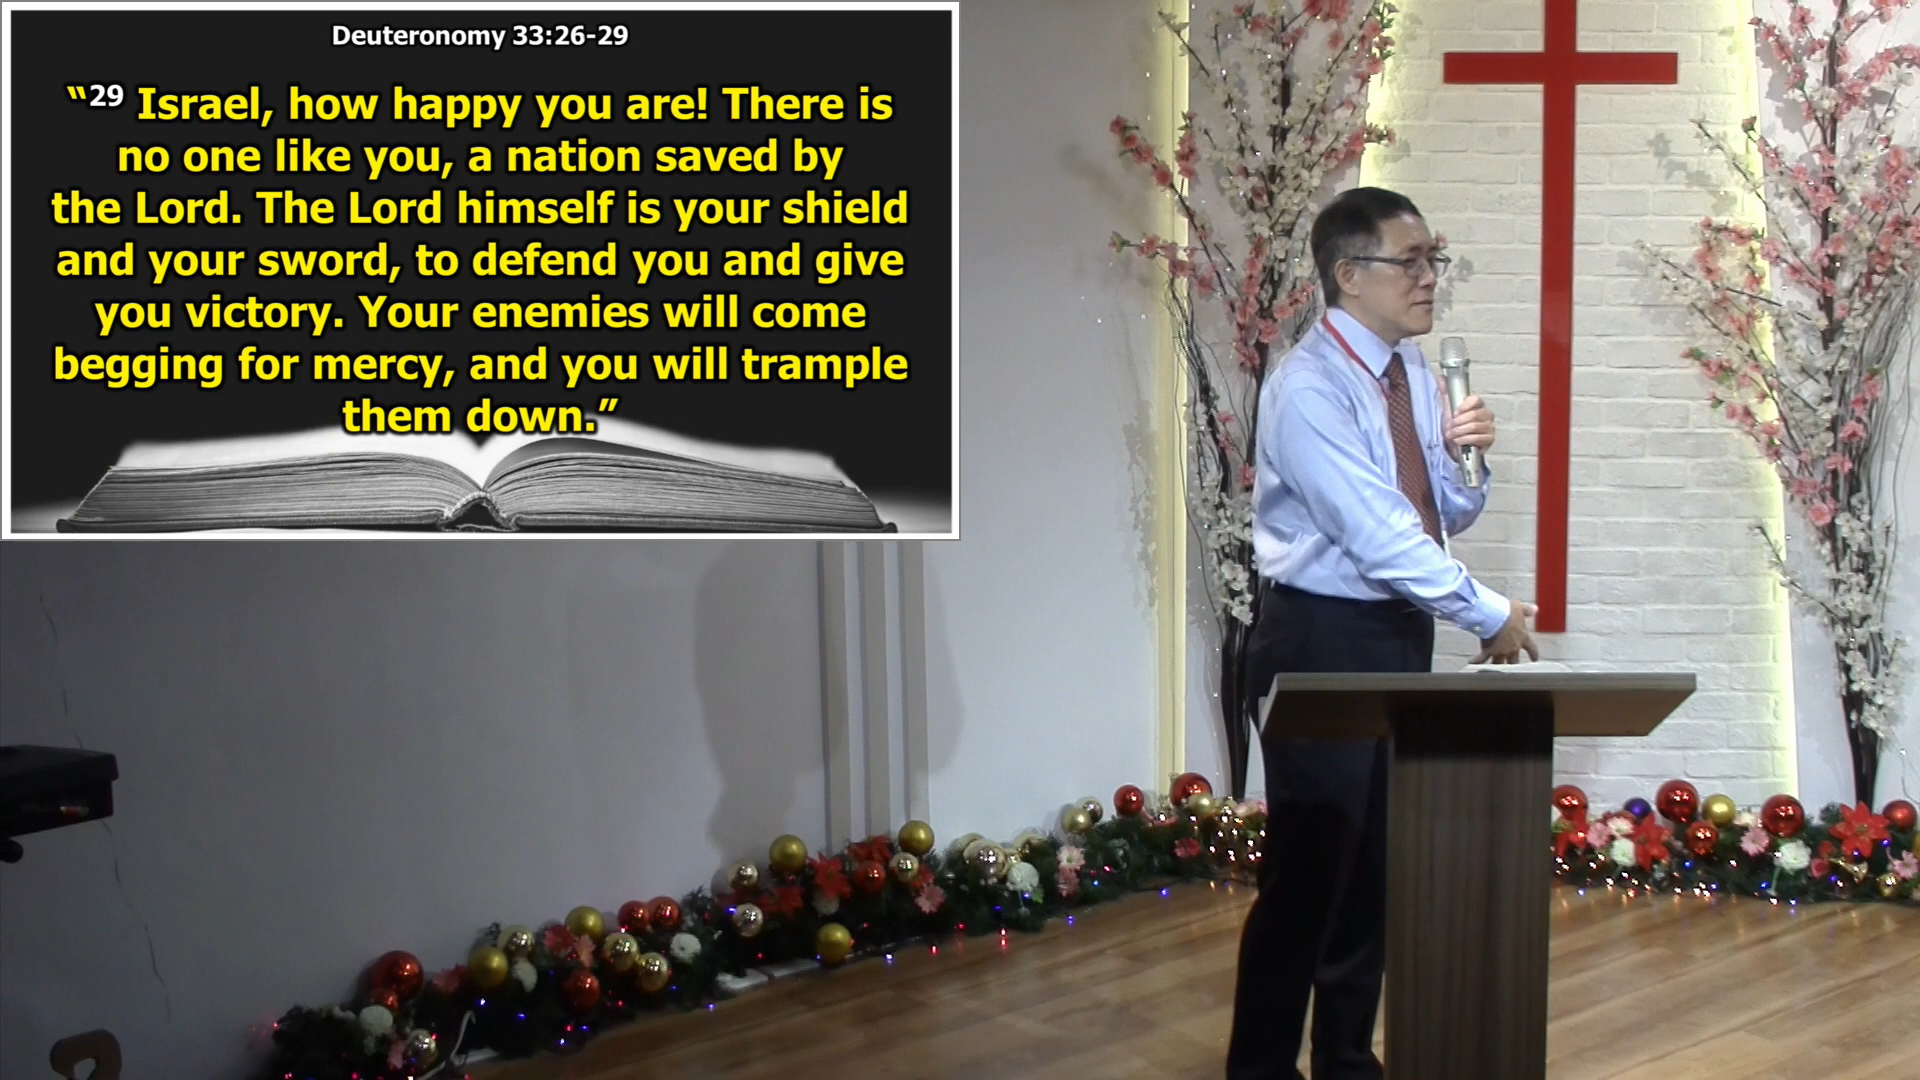 Deuteronomy 33:26-29
“29 Israel, how happy you are! There is
no one like you, a nation saved by
the Lord. The Lord himself is your shield
and your sword, to defend you and give
you victory. Your enemies will come
begging for mercy, and you will trample
them down.”